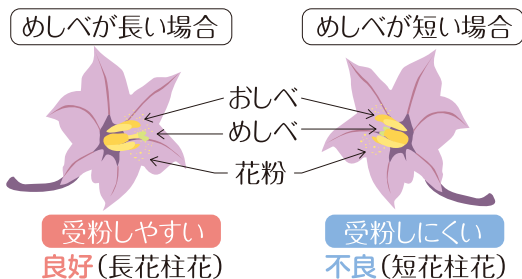 めしべが長い場合
めしべが短い場合
おしべ
めしべ
花粉
受粉しやすい
受粉しにくい
良好(長花柱花)
不良(短花柱花)